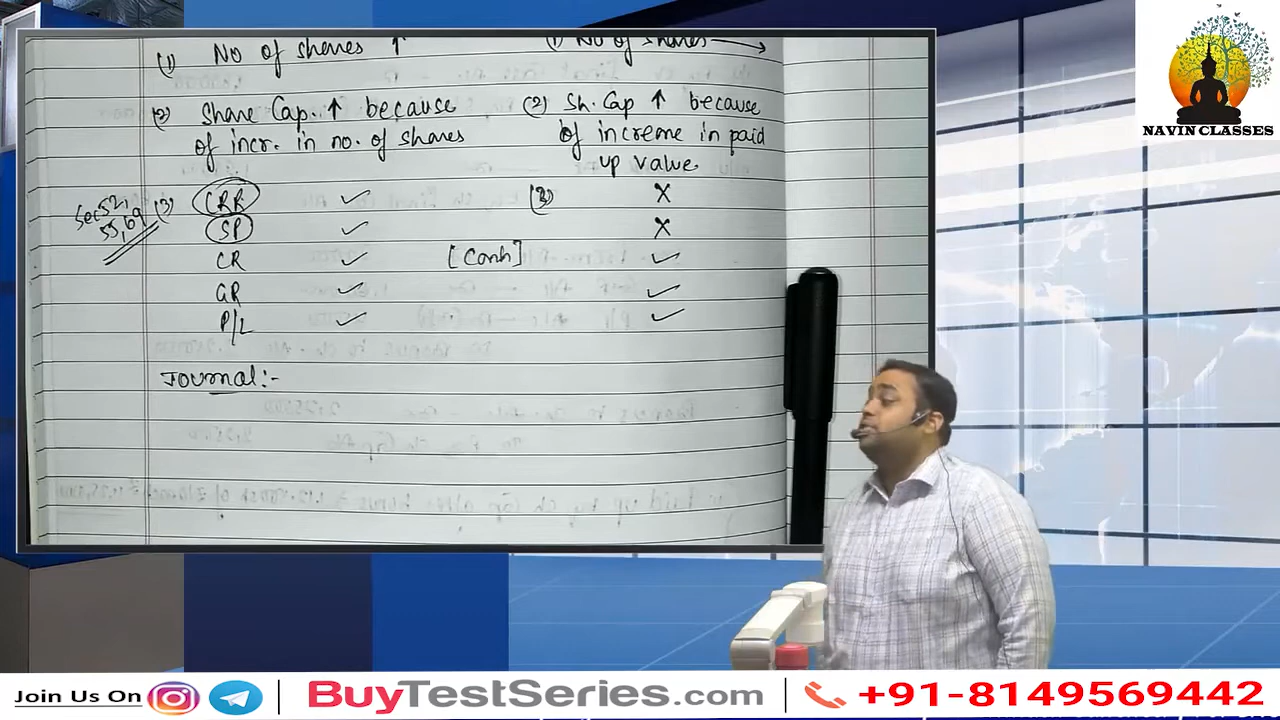 (1) No of shares ↑ (1) No of shares →
(2) Share Cap. ↑ because (2) Sh. Cap ↑ because
of incr. in no. of shares of increme in paid
up value.
Sec 52, 55, 69 (3) CRR ✓ (3) X
SP ✓ X
CR ✓ [Cash] ✓
GR ✓ ✓
P/L ✓ ✓
Journal:-
NAVIN CLASSES
Join Us On BuyTestSeries.com +91-8149569442